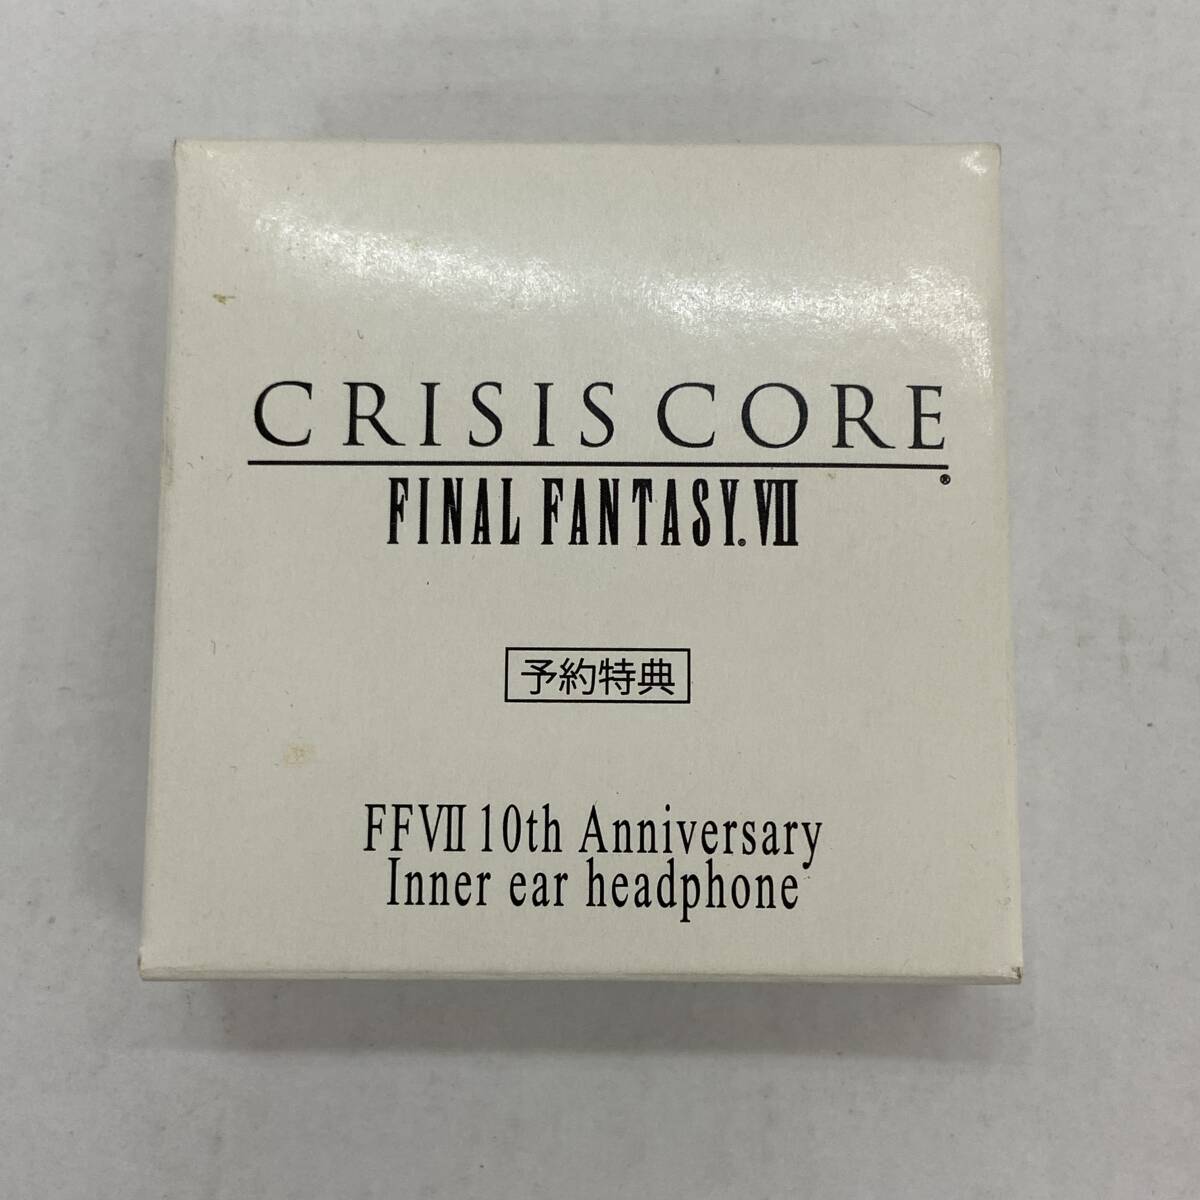 CRISIS CORE
FINAL FANTASY. VII ®
予約特典
FFVII 10th Anniversary
Inner ear headphone